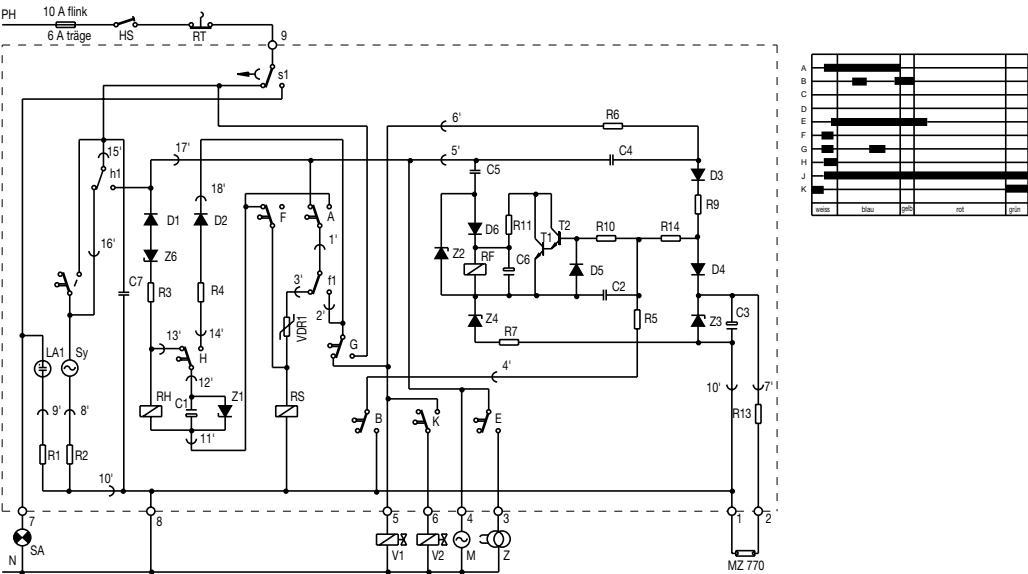 PH
10 A flink
6 A träge
HS
RT
9
s1
6'
R6
17'
5'
C4
15'
h1
18'
C5
D3
D1
D2
F
A
D6
R11
T1
T2
R10
R14
R9
16'
1'
Z2
RF
C6
D5
D4
Z6
C7
R3
R4
3'
f1
2'
C2
VDR1
Z4
R7
R5
Z3
C3
13'
14'
H
G
LA1
Sy
12'
4'
10'
7'
RH
C1
Z1
RS
B
K
E
R13
9'
8'
11'
R1
R2
10'
7
8
5
6
4
3
1
2
SA
V1
V2
M
Z
MZ 770
N
A
B
C
D
E
F
G
H
J
K
weiss
blau
gelb
rot
grün